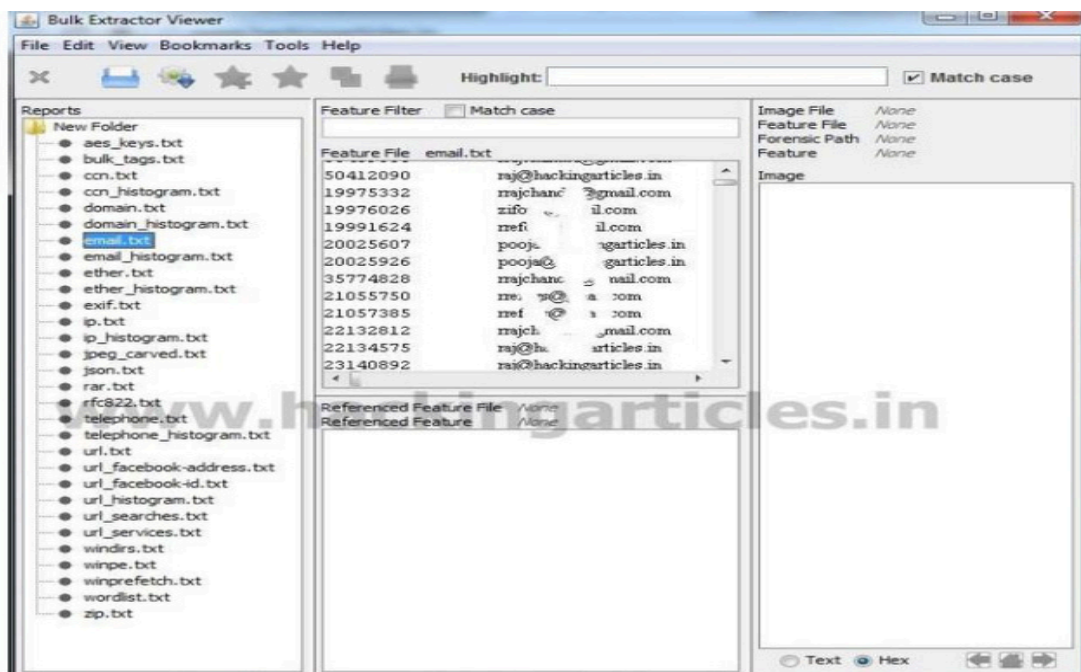 Bulk Extractor Viewer
File Edit View Bookmarks Tools Help
Highlight: Match case
Reports
New Folder
aes_keys.txt
bulk_tags.txt
ccn.txt
ccn_histogram.txt
domain.txt
domain_histogram.txt
email.txt
email_histogram.txt
ether.txt
ether_histogram.txt
exif.txt
ip.txt
ip_histogram.txt
jpeg_carved.txt
json.txt
rar.txt
rfc822.txt
telephone.txt
telephone_histogram.txt
url.txt
url_facebook-address.txt
url_facebook-id.txt
url_histogram.txt
url_searches.txt
url_services.txt
windirs.txt
winpe.txt
winprefetch.txt
wordlist.txt
zip.txt
Feature Filter Match case
Feature File email.txt
50412090 raj@hackingarticles.in
19975332
19976026
19991624
20025607
20025926
35774828
21055750
21057385
22132812
22134575
23140892 raj@hackingarticles.in
Referenced Feature File None
Referenced Feature None
Image File None
Feature File None
Forensic Path None
Feature None
Image
Text Hex
www.hackingarticles.in